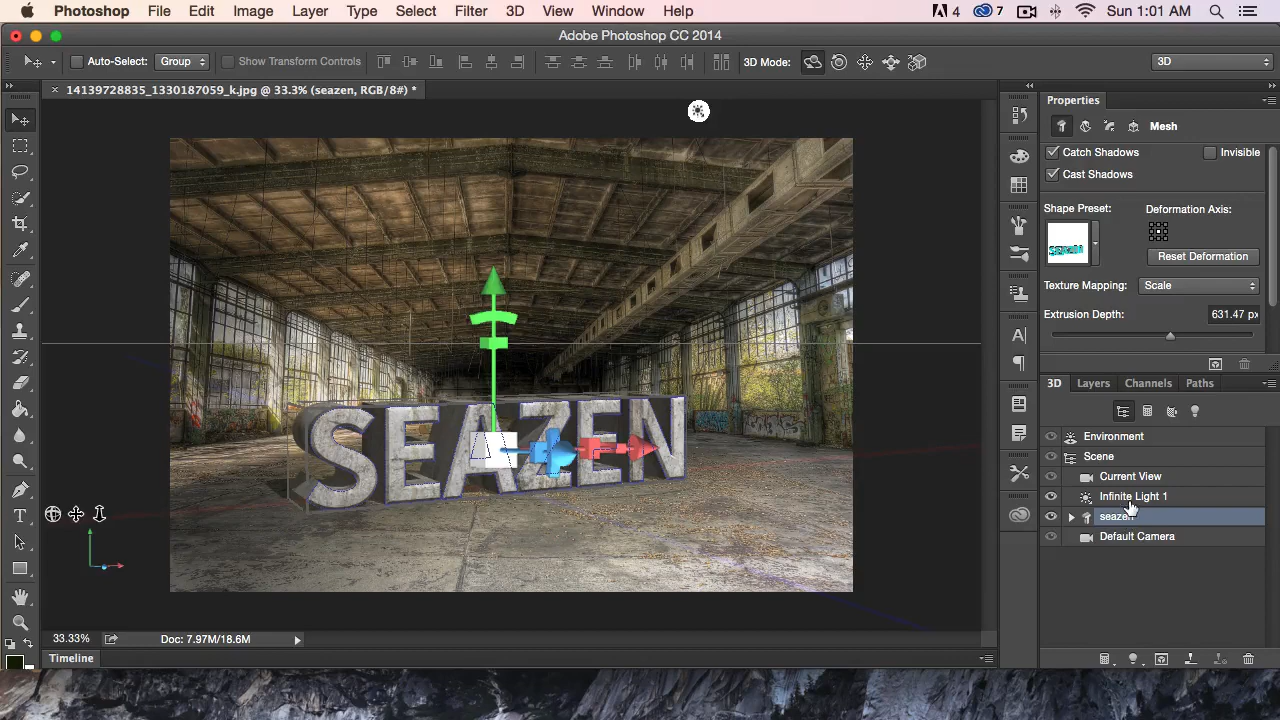 Photoshop File Edit Image Layer Type Select Filter 3D View Window Help 4 7 Sun 1:01 AM
Adobe Photoshop CC 2014
Auto-Select: Group Show Transform Controls 3D Mode: 3D
14139728835_1330187059_k.jpg @ 33.3% (seazen, RGB/8#) *
Properties
Mesh
Catch Shadows Invisible
Cast Shadows
Shape Preset: Deformation Axis:
SEAZEN
Reset Deformation
Texture Mapping: Scale
Extrusion Depth: 631.47 px
3D Layers Channels Paths
Environment
Scene
Current View
Infinite Light 1
seazen
Default Camera
SEAZEN
33.33% Doc: 7.97M/18.6M
Timeline